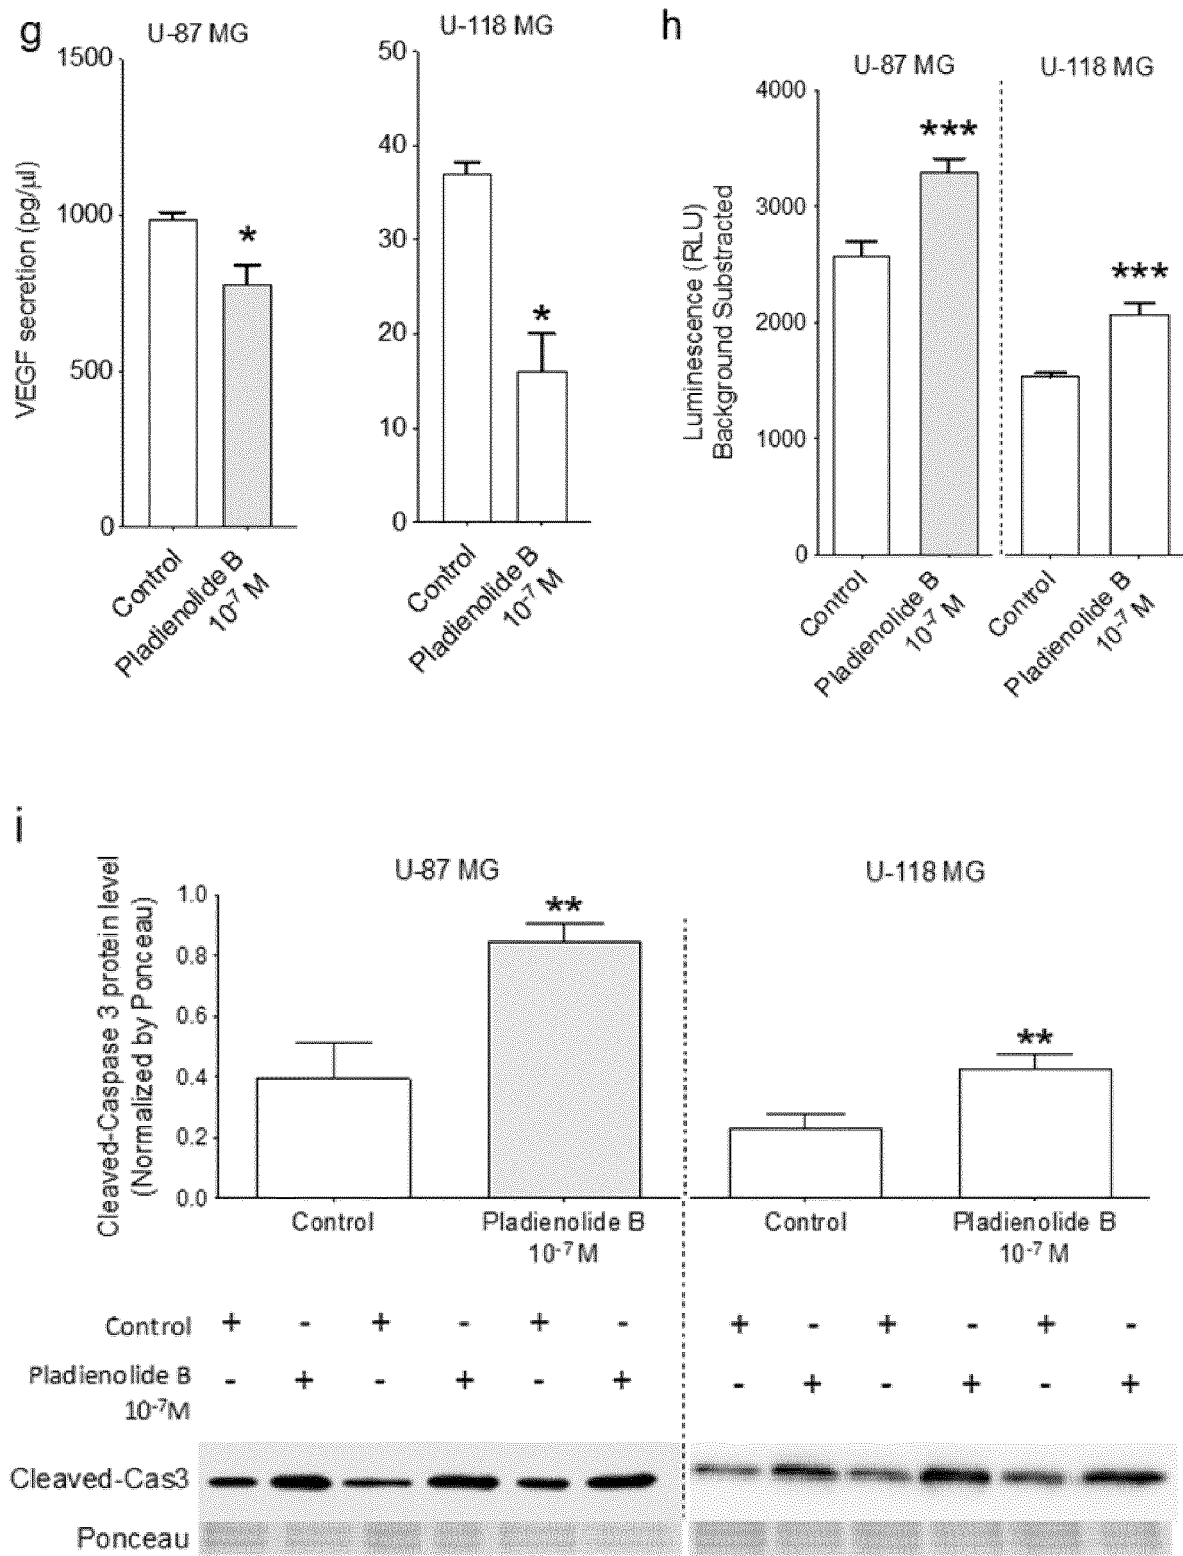 g
U-87 MG
U-118 MG
VEGF secretion (pg/µl)
1500
1000
500
0
*
Control
Pladienolide B
10⁻⁷ M
50
40
30
20
10
0
*
Control
Pladienolide B
10⁻⁷ M
h
U-87 MG
U-118 MG
Luminescence (RLU)
Background Substracted
4000
3000
2000
1000
0
***
***
Control
Pladienolide B
10⁻⁷ M
Control
Pladienolide B
10⁻⁷ M
i
U-87 MG
U-118 MG
Cleaved-Caspase 3 protein level
(Normalized by Ponceau)
1.0
0.8
0.6
0.4
0.2
0.0
**
**
Control
Pladienolide B
10⁻⁷M
Control
Pladienolide B
10⁻⁷M
Control + - + - + - + - + - + -
Pladienolide B - + - + - + - + - + - +
10⁻⁷M
Cleaved-Cas3
Ponceau